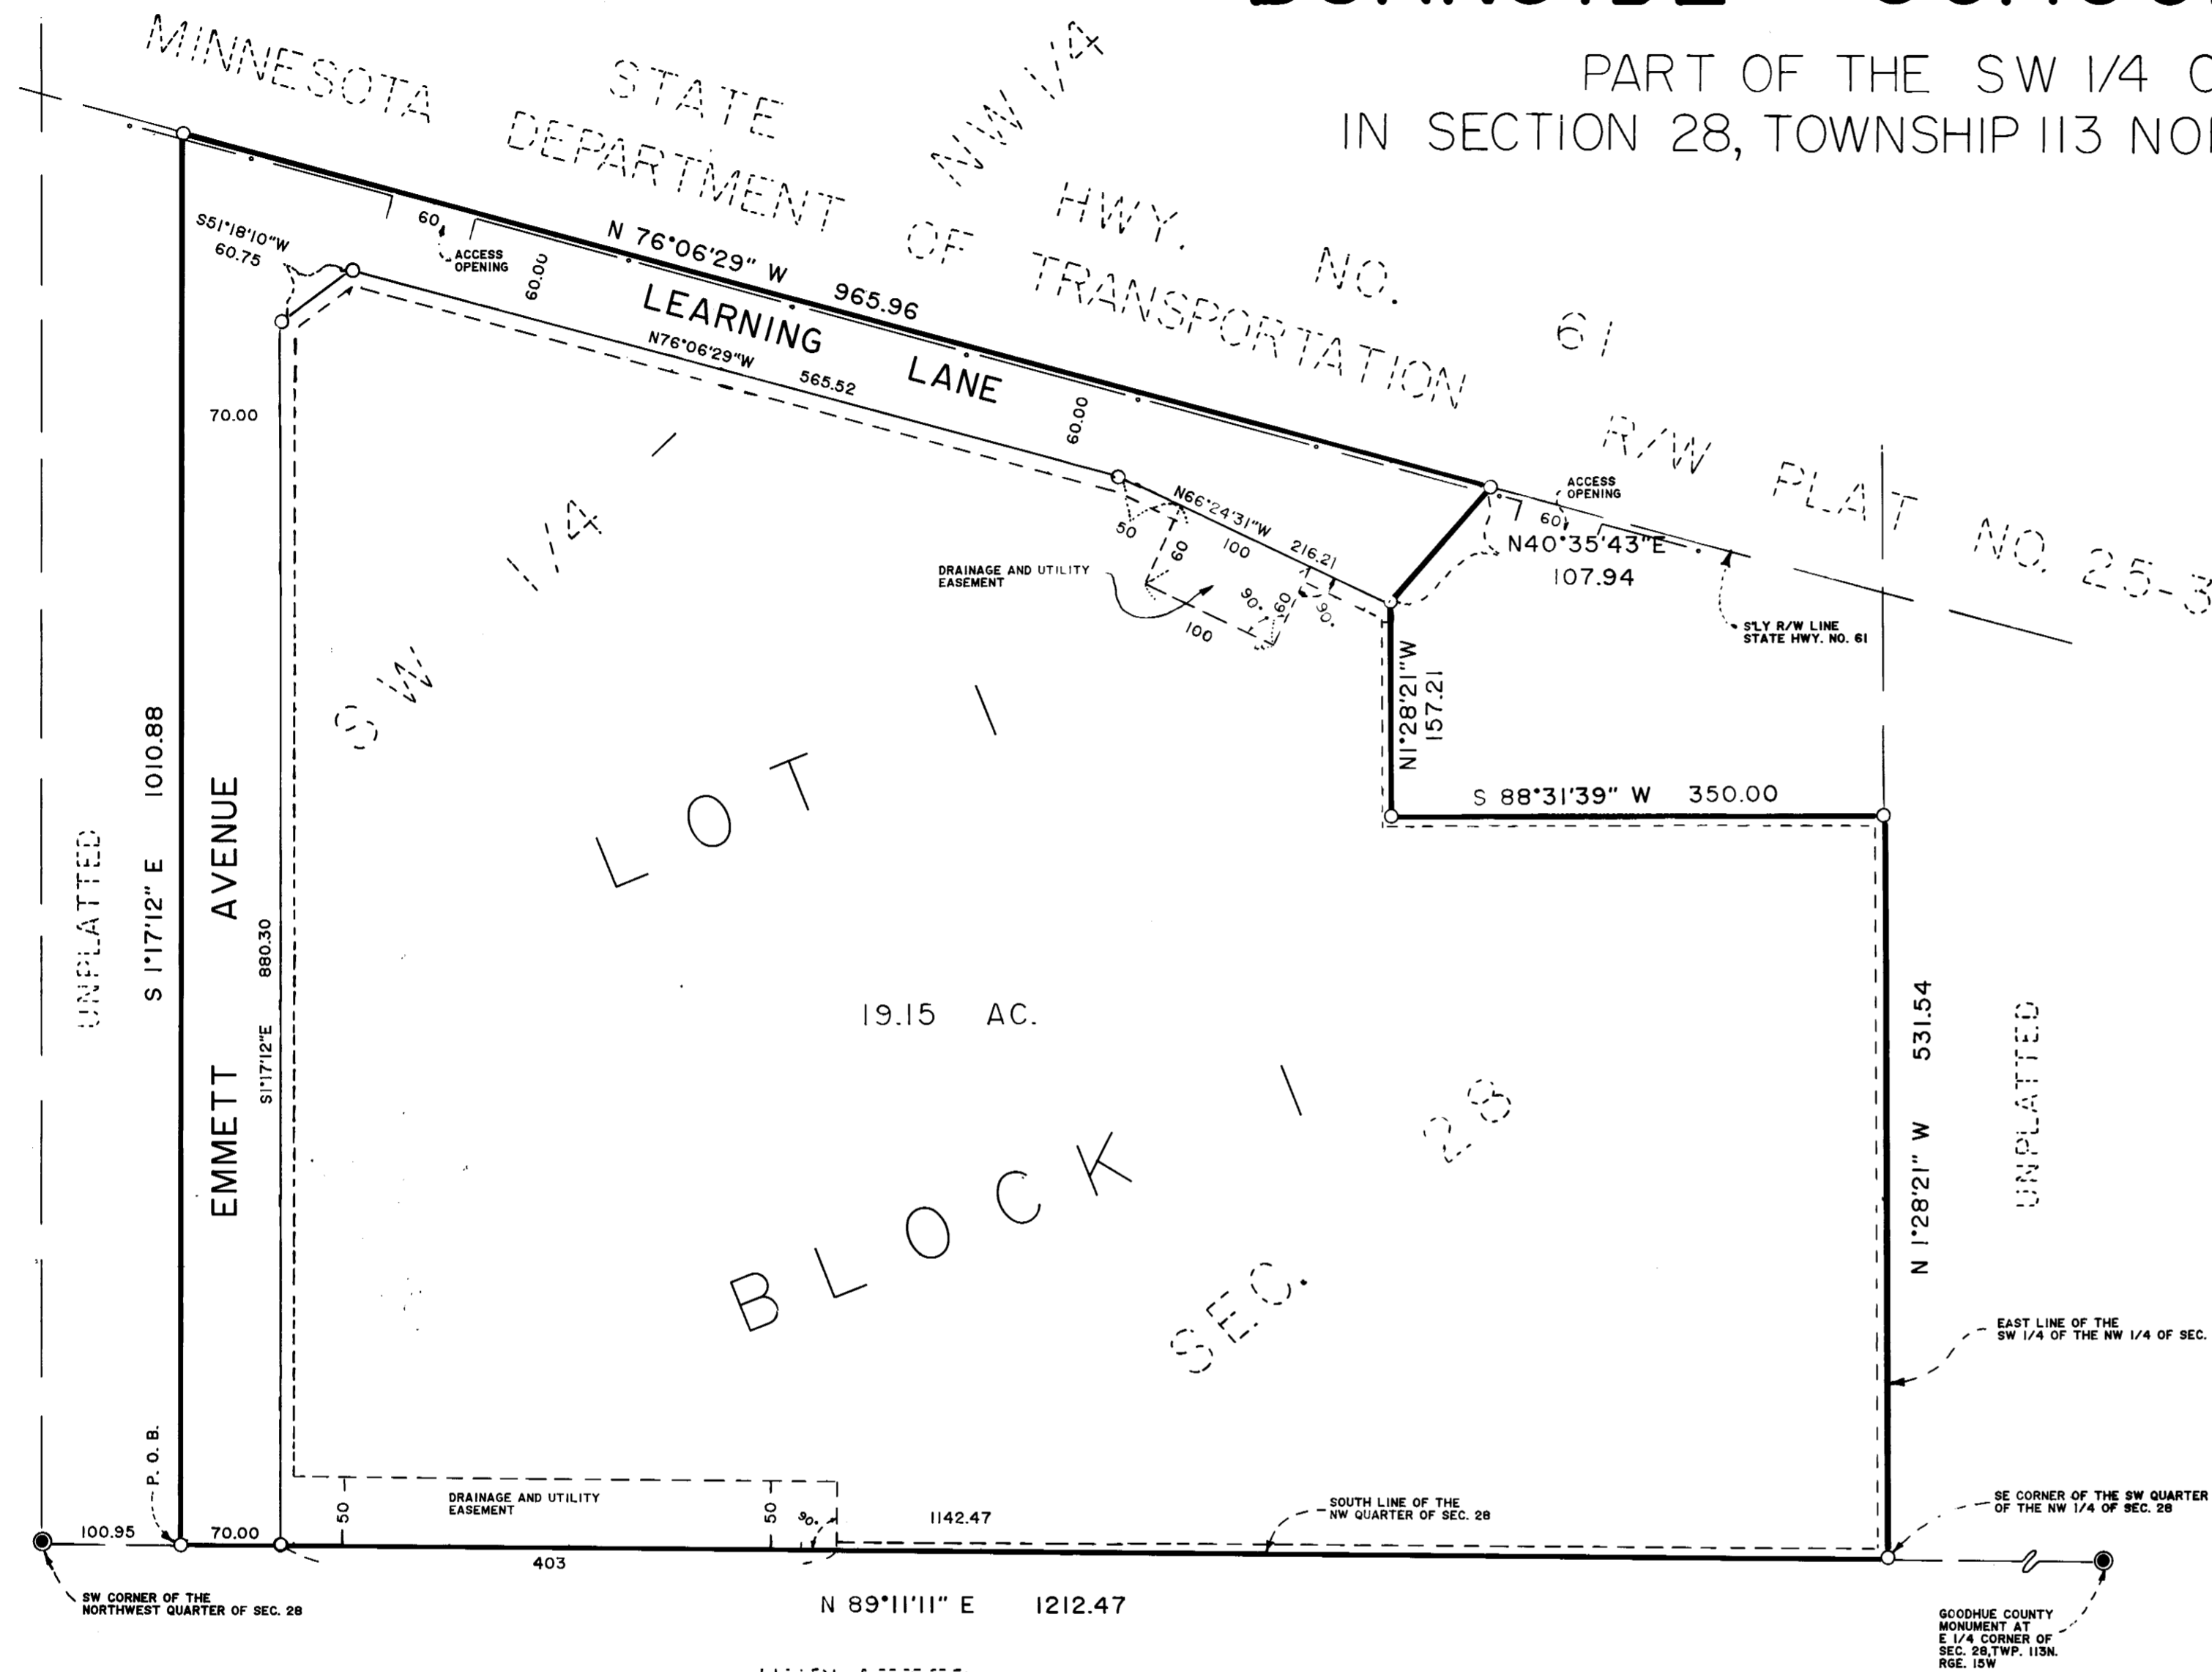 PART OF THE SW 1/4
IN SECTION 28, TOWNSHIP 113
MINNESOTA STATE
DEPARTMENT OF TRANSPORTATION
NW 1/4
HWY. NO. 61
R/W PLAT NO. 25-3
S51°18'10"W
60.75
60
ACCESS
OPENING
60.00
N 76°06'29" W 965.96
LEARNING LANE
N76°06'29"W 565.52
60.00
70.00
ACCESS
OPENING
60
N66°24'31"W 216.21
50
100
60
90°
60
90°
100
N40°35'43"E
107.94
DRAINAGE AND UTILITY
EASEMENT
S'LY R/W LINE
STATE HWY. NO. 61
SW 1/4
N1°28'21"W
157.21
S 88°31'39" W 350.00
UNPLATTED
S 1°17'12" E 1010.88
EMMETT AVENUE
S1°17'12"E 880.30
LOT 1
19.15 AC.
BLOCK 1
SEC. 28
N 1°28'21" W 531.54
UNPLATTED
EAST LINE OF THE
SW 1/4 OF THE NW 1/4 OF SEC.
P. O. B.
100.95
70.00
50
DRAINAGE AND UTILITY
EASEMENT
50
90°
1142.47
SOUTH LINE OF THE
NW QUARTER OF SEC. 28
SE CORNER OF THE SW QUARTER
OF THE NW 1/4 OF SEC. 28
403
SW CORNER OF THE
NORTHWEST QUARTER OF SEC. 28
N 89°11'11" E 1212.47
GOODHUE COUNTY
MONUMENT AT
E 1/4 CORNER OF
SEC. 28, TWP. 113N.
RGE. 15W